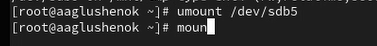 [root@aaglushenok ~]# umount /dev/sdb5
[root@aaglushenok ~]# moun